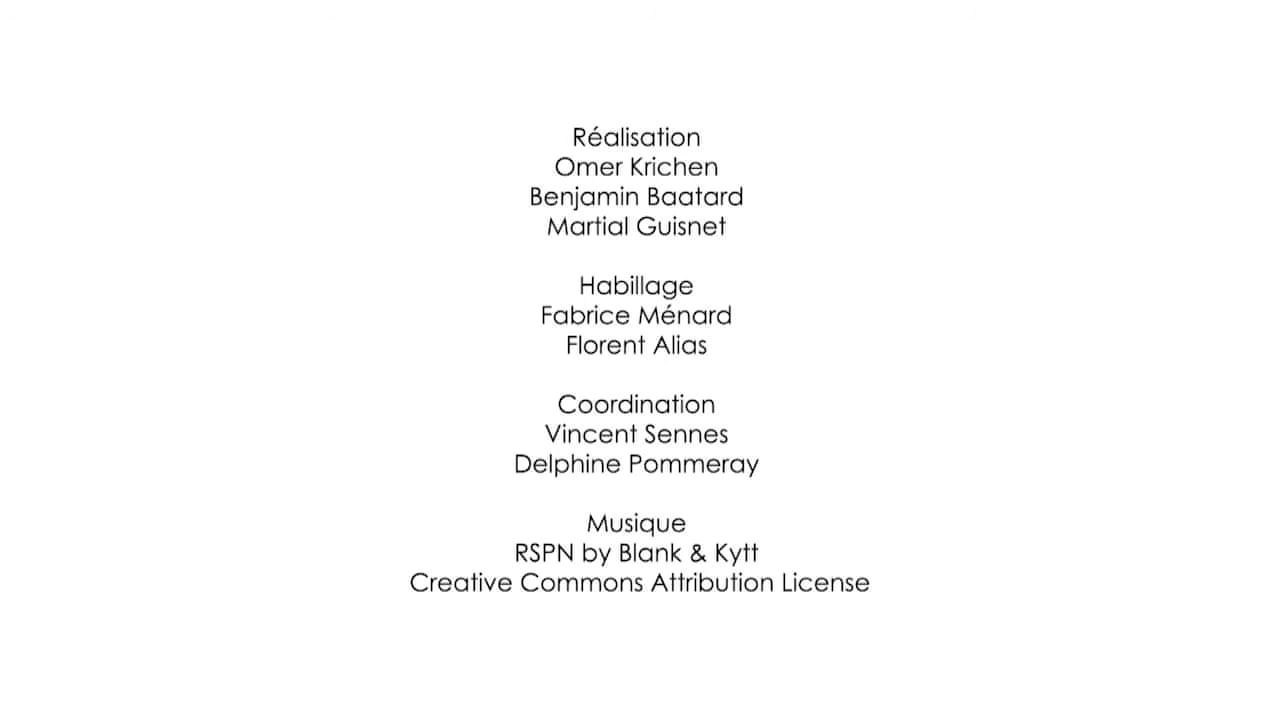 Réalisation
Omer Krichen
Benjamin Baatard
Martial Guisnet
Habillage
Fabrice Ménard
Florent Alias
Coordination
Vincent Sennes
Delphine Pommeray
Musique
RSPN by Blank & Kytt
Creative Commons Attribution License